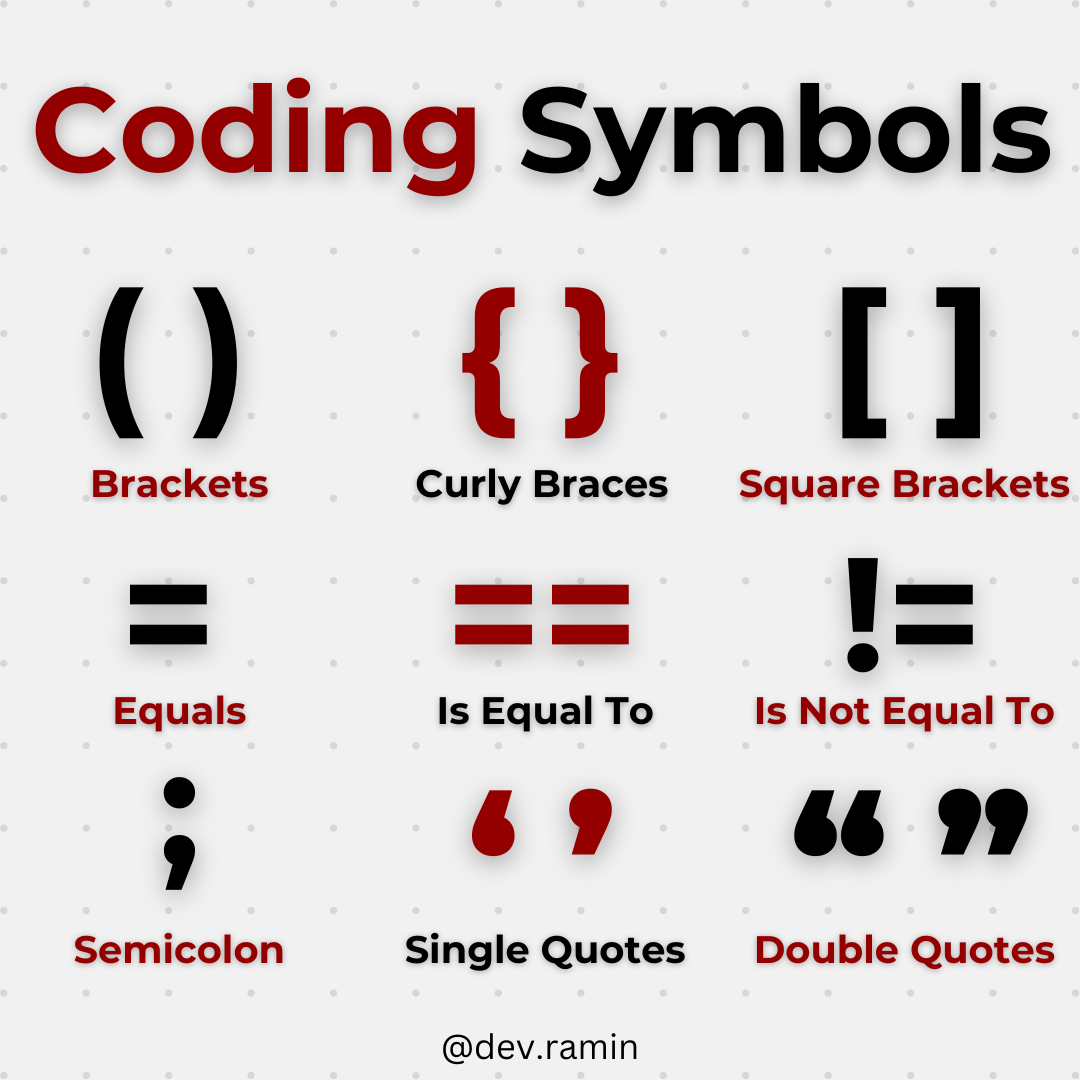 Coding Symbols
( ) { } [ ]
Brackets Curly Braces Square Brackets
= == !=
Equals Is Equal To Is Not Equal To
; ‘ ’ “ ”
Semicolon Single Quotes Double Quotes
@dev.ramin